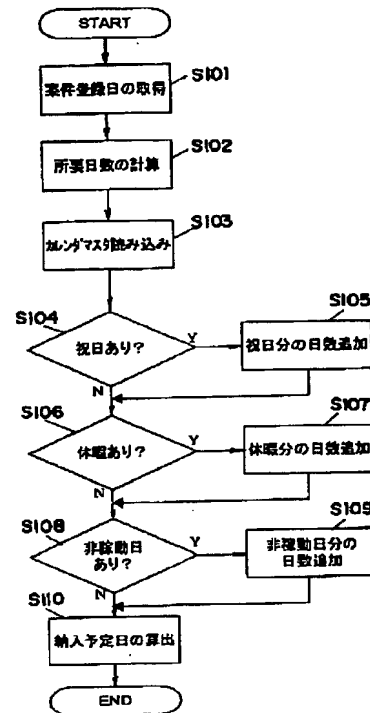 START
S101
案件登録日の取得
S102
所要日数の計算
S103
カレンダマスタ読み込み
S104
祝日あり?
Y
N
S105
祝日分の日数追加
S106
休暇あり?
Y
N
S107
休暇分の日数追加
S108
非稼動日
あり?
Y
N
S109
非稼動日分の
日数追加
S110
納入予定日の算出
END